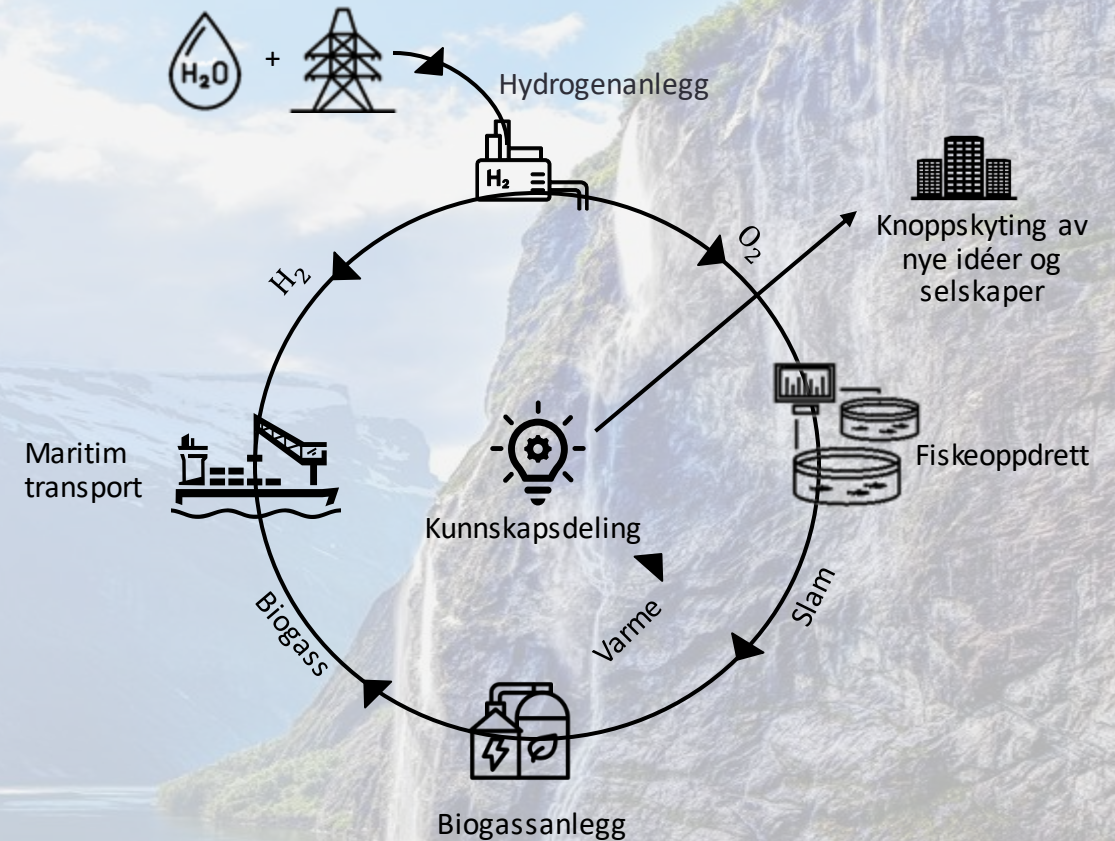 H₂O
+
Hydrogenanlegg
H₂
O₂
H₂
Knoppskyting av
nye idéer og
selskaper
Maritim
transport
Fiskeoppdrett
Kunnskapsdeling
Varme
Slam
Biogass
Biogassanlegg